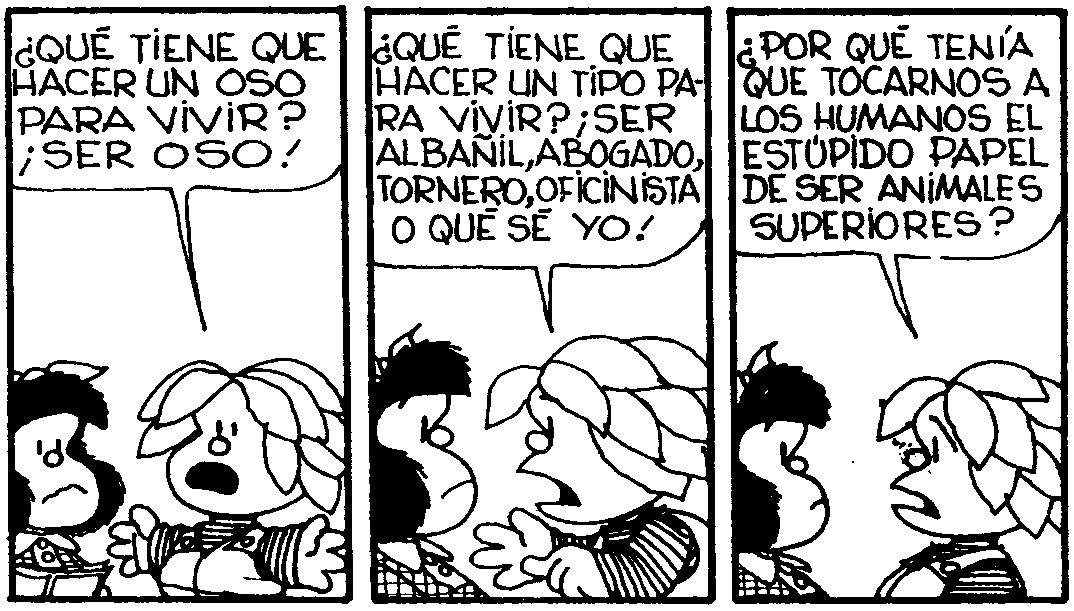 ¿QUÉ TIENE QUE
HACER UN OSO
PARA VIVIR?
¡SER OSO!
¿QUÉ TIENE QUE
HACER UN TIPO PA-
RA VIVIR? ¡SER
ALBAÑIL, ABOGADO,
TORNERO, OFICINISTA
O QUÉ SÉ YO!
¿POR QUÉ TENÍA
QUE TOCARNOS A
LOS HUMANOS EL
ESTÚPIDO PAPEL
DE SER ANIMALES
SUPERIORES?